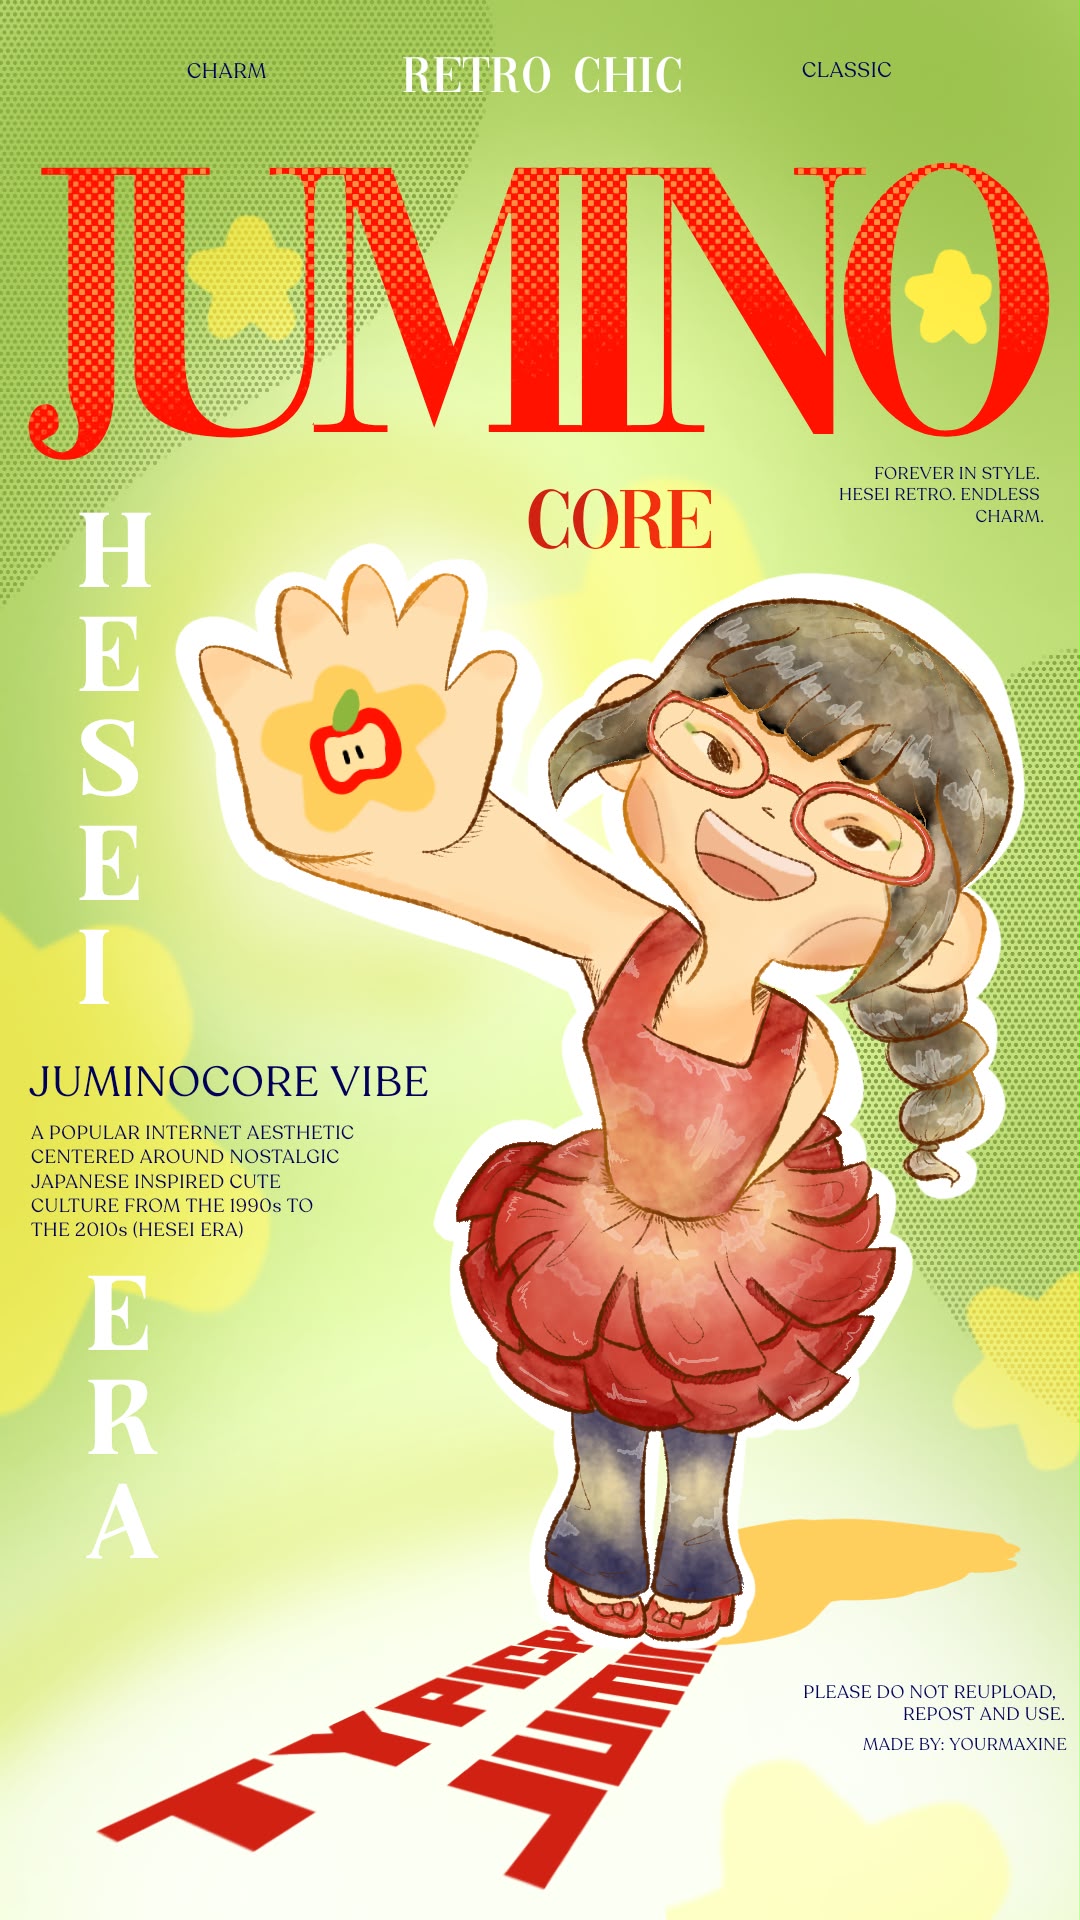 CHARM
RETRO CHIC
CLASSIC
JUMINO
CORE
FOREVER IN STYLE.
HESEI RETRO. ENDLESS
CHARM.
HESEI
JUMINOCORE VIBE
A POPULAR INTERNET AESTHETIC
CENTERED AROUND NOSTALGIC
JAPANESE INSPIRED CUTE
CULTURE FROM THE 1990s TO
THE 2010s (HESEI ERA)
ERA
PLEASE DO NOT REUPLOAD,
REPOST AND USE.
MADE BY: YOURMAXINE